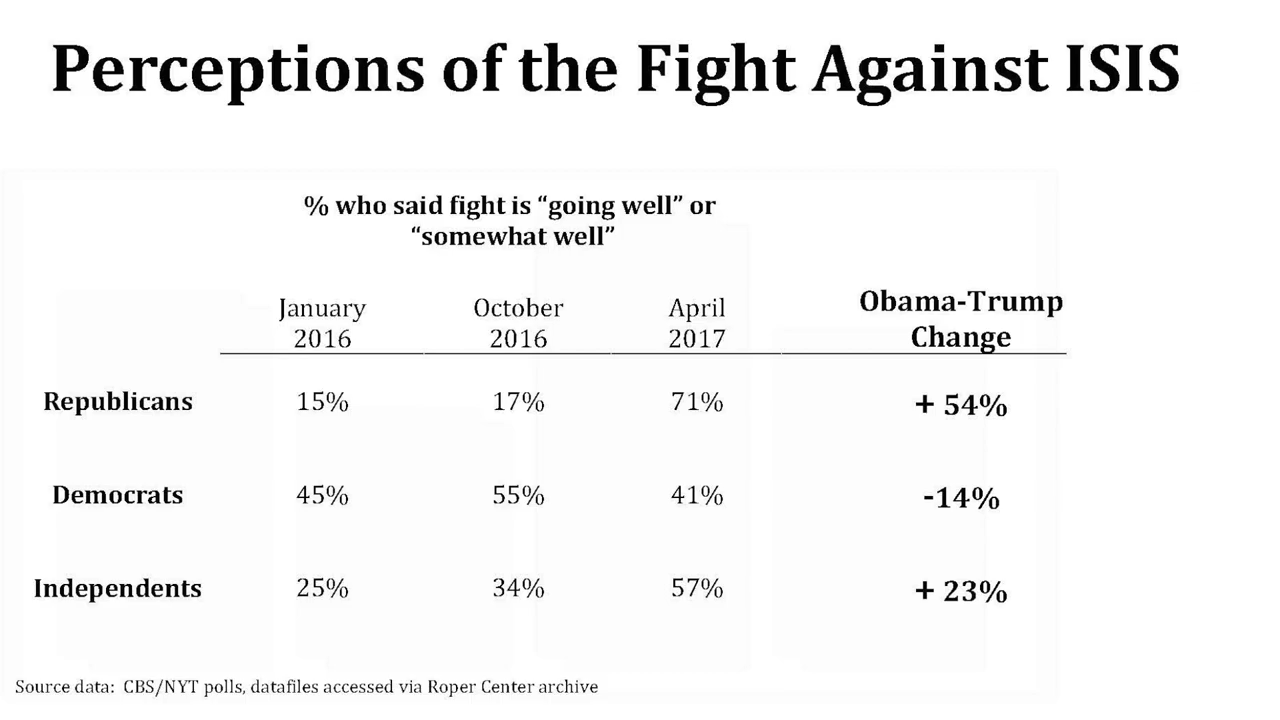 Perceptions of the Fight Against ISIS
% who said fight is “going well” or
“somewhat well”
January 2016 October 2016 April 2017 Obama-Trump Change
Republicans 15% 17% 71% + 54%
Democrats 45% 55% 41% -14%
Independents 25% 34% 57% + 23%
Source data: CBS/NYT polls, datafiles accessed via Roper Center archive